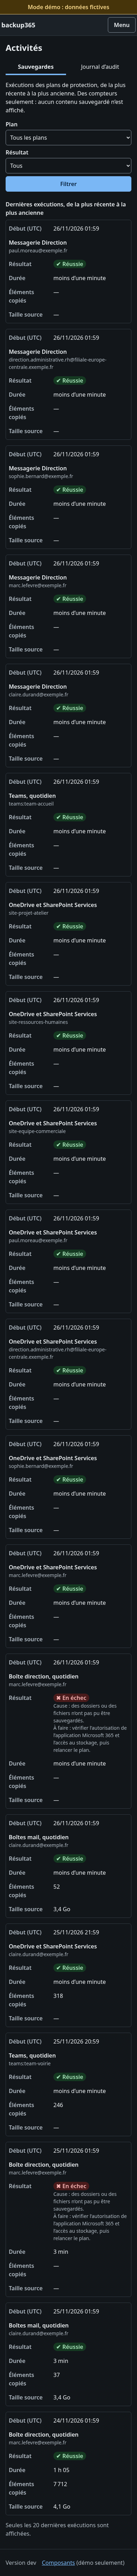 Mode démo : données fictives
backup365
Menu
Activités
Sauvegardes
Journal d’audit
Exécutions des plans de protection, de la plus
récente à la plus ancienne. Des compteurs
seulement : aucun contenu sauvegardé n’est
affiché.
Plan
Tous les plans
Résultat
Tous
Filtrer
Dernières exécutions, de la plus récente à la
plus ancienne
Début (UTC) 26/11/2026 01:59
Messagerie Direction
paul.moreau@exemple.fr
Résultat ✔ Réussie
Durée moins d’une minute
Éléments
copiés —
Taille source —
Début (UTC) 26/11/2026 01:59
Messagerie Direction
direction.administrative.rh@filiale-europe-
centrale.exemple.fr
Résultat ✔ Réussie
Durée moins d’une minute
Éléments
copiés —
Taille source —
Début (UTC) 26/11/2026 01:59
Messagerie Direction
sophie.bernard@exemple.fr
Résultat ✔ Réussie
Durée moins d’une minute
Éléments
copiés —
Taille source —
Début (UTC) 26/11/2026 01:59
Messagerie Direction
marc.lefevre@exemple.fr
Résultat ✔ Réussie
Durée moins d’une minute
Éléments
copiés —
Taille source —
Début (UTC) 26/11/2026 01:59
Messagerie Direction
claire.durand@exemple.fr
Résultat ✔ Réussie
Durée moins d’une minute
Éléments
copiés —
Taille source —
Début (UTC) 26/11/2026 01:59
Teams, quotidien
teams:team-accueil
Résultat ✔ Réussie
Durée moins d’une minute
Éléments
copiés —
Taille source —
Début (UTC) 26/11/2026 01:59
OneDrive et SharePoint Services
site-projet-atelier
Résultat ✔ Réussie
Durée moins d’une minute
Éléments
copiés —
Taille source —
Début (UTC) 26/11/2026 01:59
OneDrive et SharePoint Services
site-ressources-humaines
Résultat ✔ Réussie
Durée moins d’une minute
Éléments
copiés —
Taille source —
Début (UTC) 26/11/2026 01:59
OneDrive et SharePoint Services
site-equipe-commerciale
Résultat ✔ Réussie
Durée moins d’une minute
Éléments
copiés —
Taille source —
Début (UTC) 26/11/2026 01:59
OneDrive et SharePoint Services
paul.moreau@exemple.fr
Résultat ✔ Réussie
Durée moins d’une minute
Éléments
copiés —
Taille source —
Début (UTC) 26/11/2026 01:59
OneDrive et SharePoint Services
direction.administrative.rh@filiale-europe-
centrale.exemple.fr
Résultat ✔ Réussie
Durée moins d’une minute
Éléments
copiés —
Taille source —
Début (UTC) 26/11/2026 01:59
OneDrive et SharePoint Services
sophie.bernard@exemple.fr
Résultat ✔ Réussie
Durée moins d’une minute
Éléments
copiés —
Taille source —
Début (UTC) 26/11/2026 01:59
OneDrive et SharePoint Services
marc.lefevre@exemple.fr
Résultat ✔ Réussie
Durée moins d’une minute
Éléments
copiés —
Taille source —
Début (UTC) 26/11/2026 01:59
Boîte direction, quotidien
marc.lefevre@exemple.fr
Résultat ✖ En échec
Cause : des dossiers ou des
fichiers n’ont pas pu être
sauvegardés.
À faire : vérifier l’autorisation de
l’application Microsoft 365 et
l’accès au stockage, puis
relancer le plan.
Durée moins d’une minute
Éléments
copiés —
Taille source —
Début (UTC) 26/11/2026 01:59
Boîtes mail, quotidien
claire.durand@exemple.fr
Résultat ✔ Réussie
Durée moins d’une minute
Éléments
copiés 52
Taille source 3,4 Go
Début (UTC) 25/11/2026 21:59
OneDrive et SharePoint Services
claire.durand@exemple.fr
Résultat ✔ Réussie
Durée moins d’une minute
Éléments
copiés 318
Taille source —
Début (UTC) 25/11/2026 20:59
Teams, quotidien
teams:team-voirie
Résultat ✔ Réussie
Durée moins d’une minute
Éléments
copiés 246
Taille source —
Début (UTC) 25/11/2026 01:59
Boîte direction, quotidien
marc.lefevre@exemple.fr
Résultat ✖ En échec
Cause : des dossiers ou des
fichiers n’ont pas pu être
sauvegardés.
À faire : vérifier l’autorisation de
l’application Microsoft 365 et
l’accès au stockage, puis
relancer le plan.
Durée 3 min
Éléments
copiés —
Taille source —
Début (UTC) 25/11/2026 01:59
Boîtes mail, quotidien
claire.durand@exemple.fr
Résultat ✔ Réussie
Durée 3 min
Éléments
copiés 37
Taille source 3,4 Go
Début (UTC) 24/11/2026 01:59
Boîte direction, quotidien
marc.lefevre@exemple.fr
Résultat ✔ Réussie
Durée 1 h 05
Éléments
copiés 7 712
Taille source 4,1 Go
Seules les 20 dernières exécutions sont
affichées.
Version dev Composants (démo seulement)